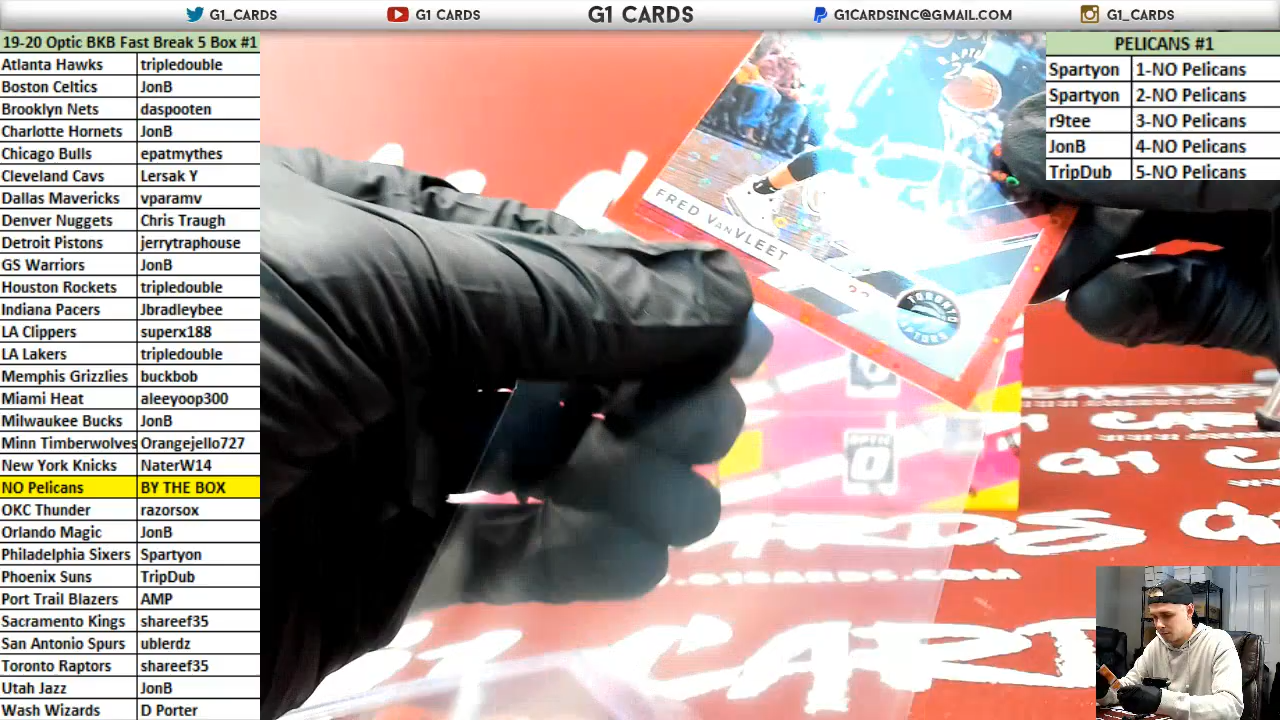 G1_CARDS
G1 CARDS
G1 CARDS
G1CARDSINC@GMAIL.COM
G1_CARDS
19-20 Optic BKB Fast Break 5 Box #1
Atlanta Hawks tripledouble
Boston Celtics JonB
Brooklyn Nets daspooten
Charlotte Hornets JonB
Chicago Bulls epatmythes
Cleveland Cavs Lersak Y
Dallas Mavericks vparamv
Denver Nuggets Chris Traugh
Detroit Pistons jerrytraphouse
GS Warriors JonB
Houston Rockets tripledouble
Indiana Pacers Jbradleybee
LA Clippers superx188
LA Lakers tripledouble
Memphis Grizzlies buckbob
Miami Heat aleeyoop300
Milwaukee Bucks JonB
Minn Timberwolves Orangejello727
New York Knicks NaterW14
NO Pelicans BY THE BOX
OKC Thunder razorsox
Orlando Magic JonB
Philadelphia Sixers Spartyon
Phoenix Suns TripDub
Port Trail Blazers AMP
Sacramento Kings shareef35
San Antonio Spurs ublerdz
Toronto Raptors shareef35
Utah Jazz JonB
Wash Wizards D Porter
PELICANS #1
Spartyon 1-NO Pelicans
Spartyon 2-NO Pelicans
r9tee 3-NO Pelicans
JonB 4-NO Pelicans
TripDub 5-NO Pelicans
FRED VANVLEET
TORONTO
OPTIC
G1 CARDS